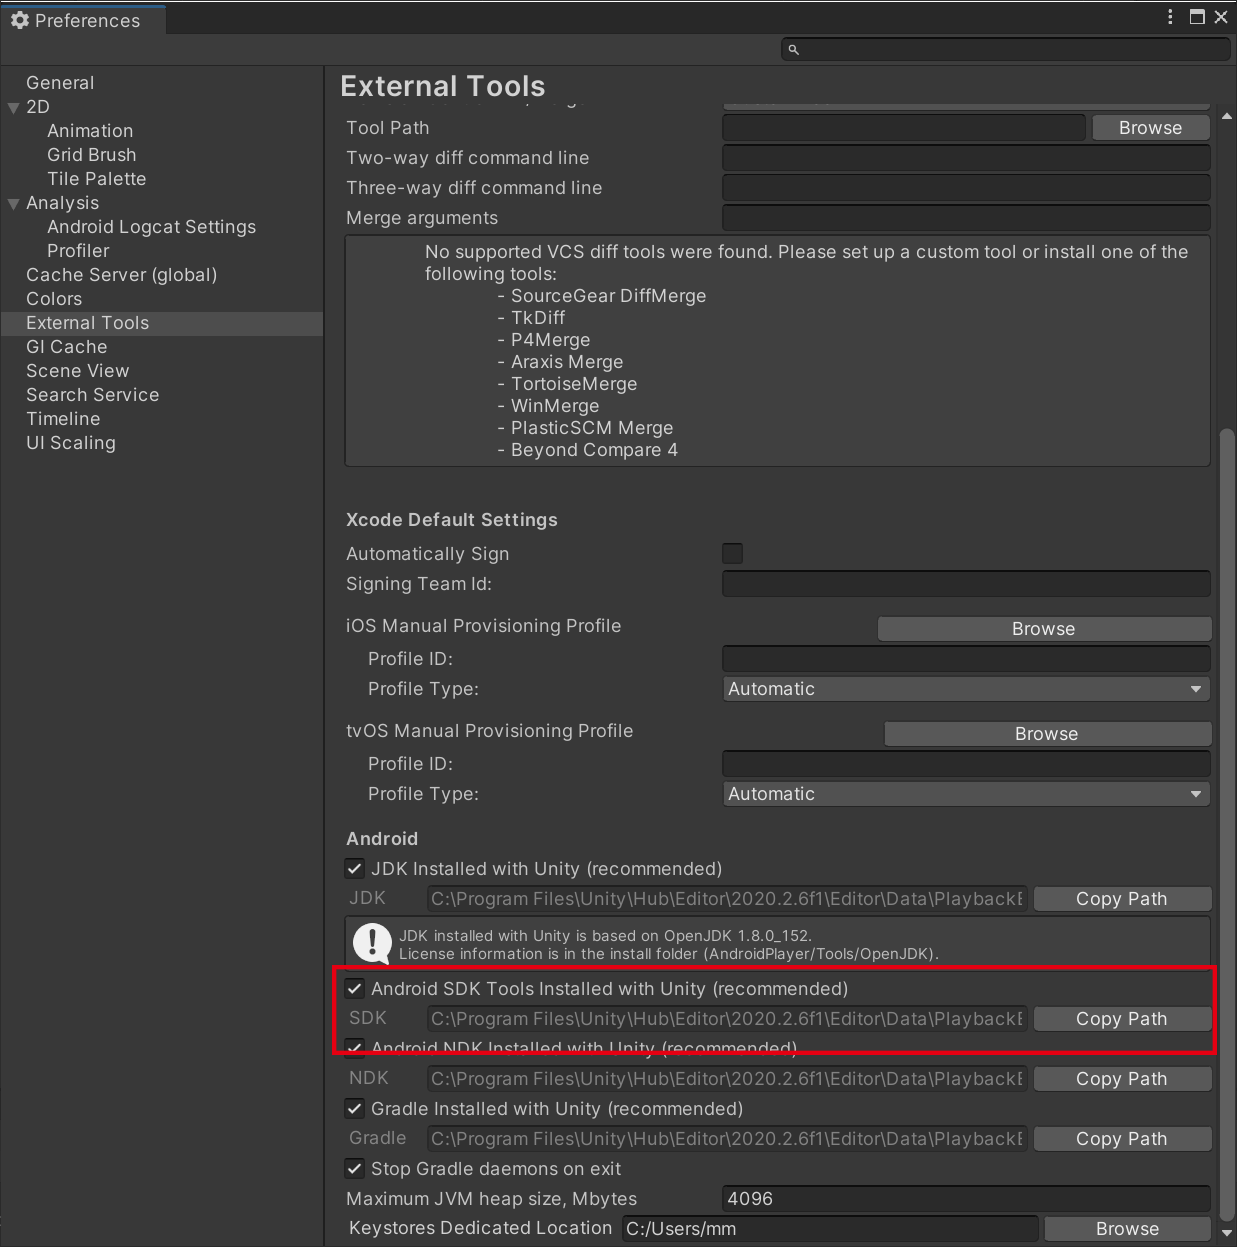 Preferences
General
2D
Animation
Grid Brush
Tile Palette
Analysis
Android Logcat Settings
Profiler
Cache Server (global)
Colors
External Tools
GI Cache
Scene View
Search Service
Timeline
UI Scaling
External Tools
Tool Path
Browse
Two-way diff command line
Three-way diff command line
Merge arguments
No supported VCS diff tools were found. Please set up a custom tool or install one of the
following tools:
- SourceGear DiffMerge
- TkDiff
- P4Merge
- Araxis Merge
- TortoiseMerge
- WinMerge
- PlasticSCM Merge
- Beyond Compare 4
Xcode Default Settings
Automatically Sign
Signing Team Id:
iOS Manual Provisioning Profile
Browse
Profile ID:
Profile Type:
Automatic
tvOS Manual Provisioning Profile
Browse
Profile ID:
Profile Type:
Automatic
Android
JDK Installed with Unity (recommended)
JDK
C:\Program Files\Unity\Hub\Editor\2020.2.6f1\Editor\Data\PlaybackE
Copy Path
JDK installed with Unity is based on OpenJDK 1.8.0_152.
License information is in the install folder (AndroidPlayer/Tools/OpenJDK).
Android SDK Tools Installed with Unity (recommended)
SDK
C:\Program Files\Unity\Hub\Editor\2020.2.6f1\Editor\Data\PlaybackE
Copy Path
Android NDK Installed with Unity (recommended)
NDK
C:\Program Files\Unity\Hub\Editor\2020.2.6f1\Editor\Data\PlaybackE
Copy Path
Gradle Installed with Unity (recommended)
Gradle
C:\Program Files\Unity\Hub\Editor\2020.2.6f1\Editor\Data\PlaybackE
Copy Path
Stop Gradle daemons on exit
Maximum JVM heap size, Mbytes
4096
Keystores Dedicated Location
C:/Users/mm
Browse